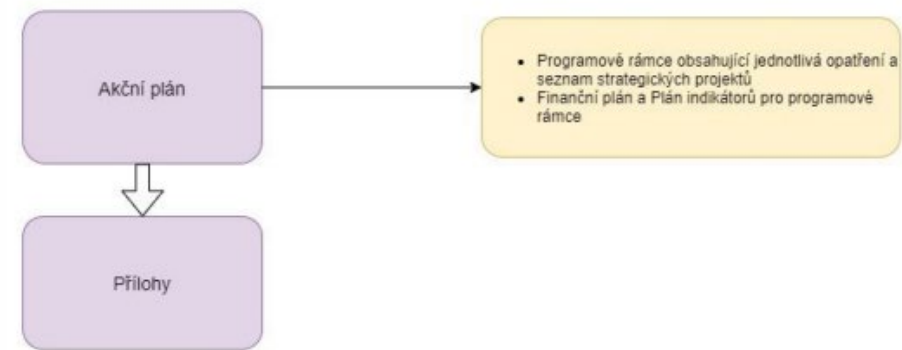 Akční plán
• Programové rámce obsahující jednotlivá opatření a
seznam strategických projektů
• Finanční plán a Plán indikátorů pro programové
rámce
Přílohy